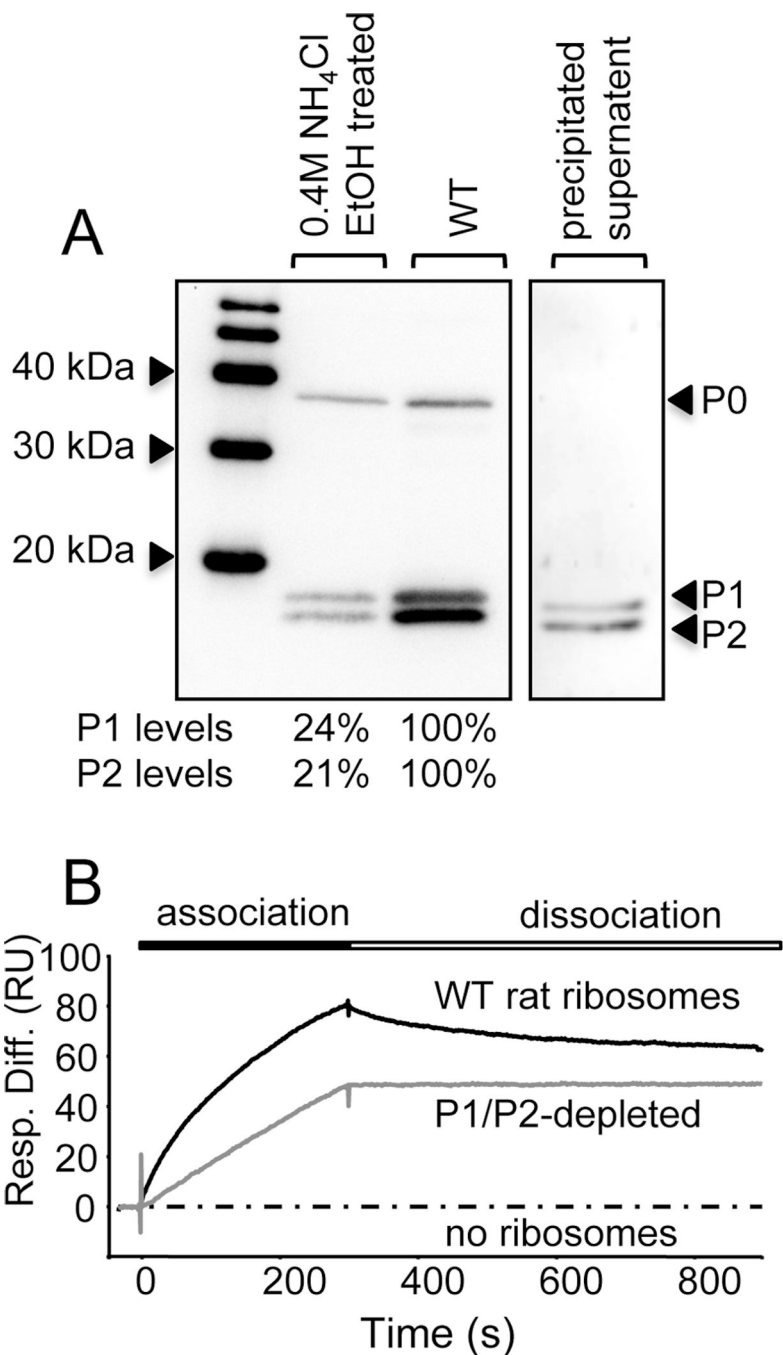 A
0.4M NH4Cl
EtOH treated
WT
precipitated
supernatent
40 kDa
30 kDa
20 kDa
P0
P1
P2
P1 levels 24% 100%
P2 levels 21% 100%
B
association dissociation
Resp. Diff. (RU)
100
80
60
40
20
0
WT rat ribosomes
P1/P2-depleted
no ribosomes
0 200 400 600 800
Time (s)